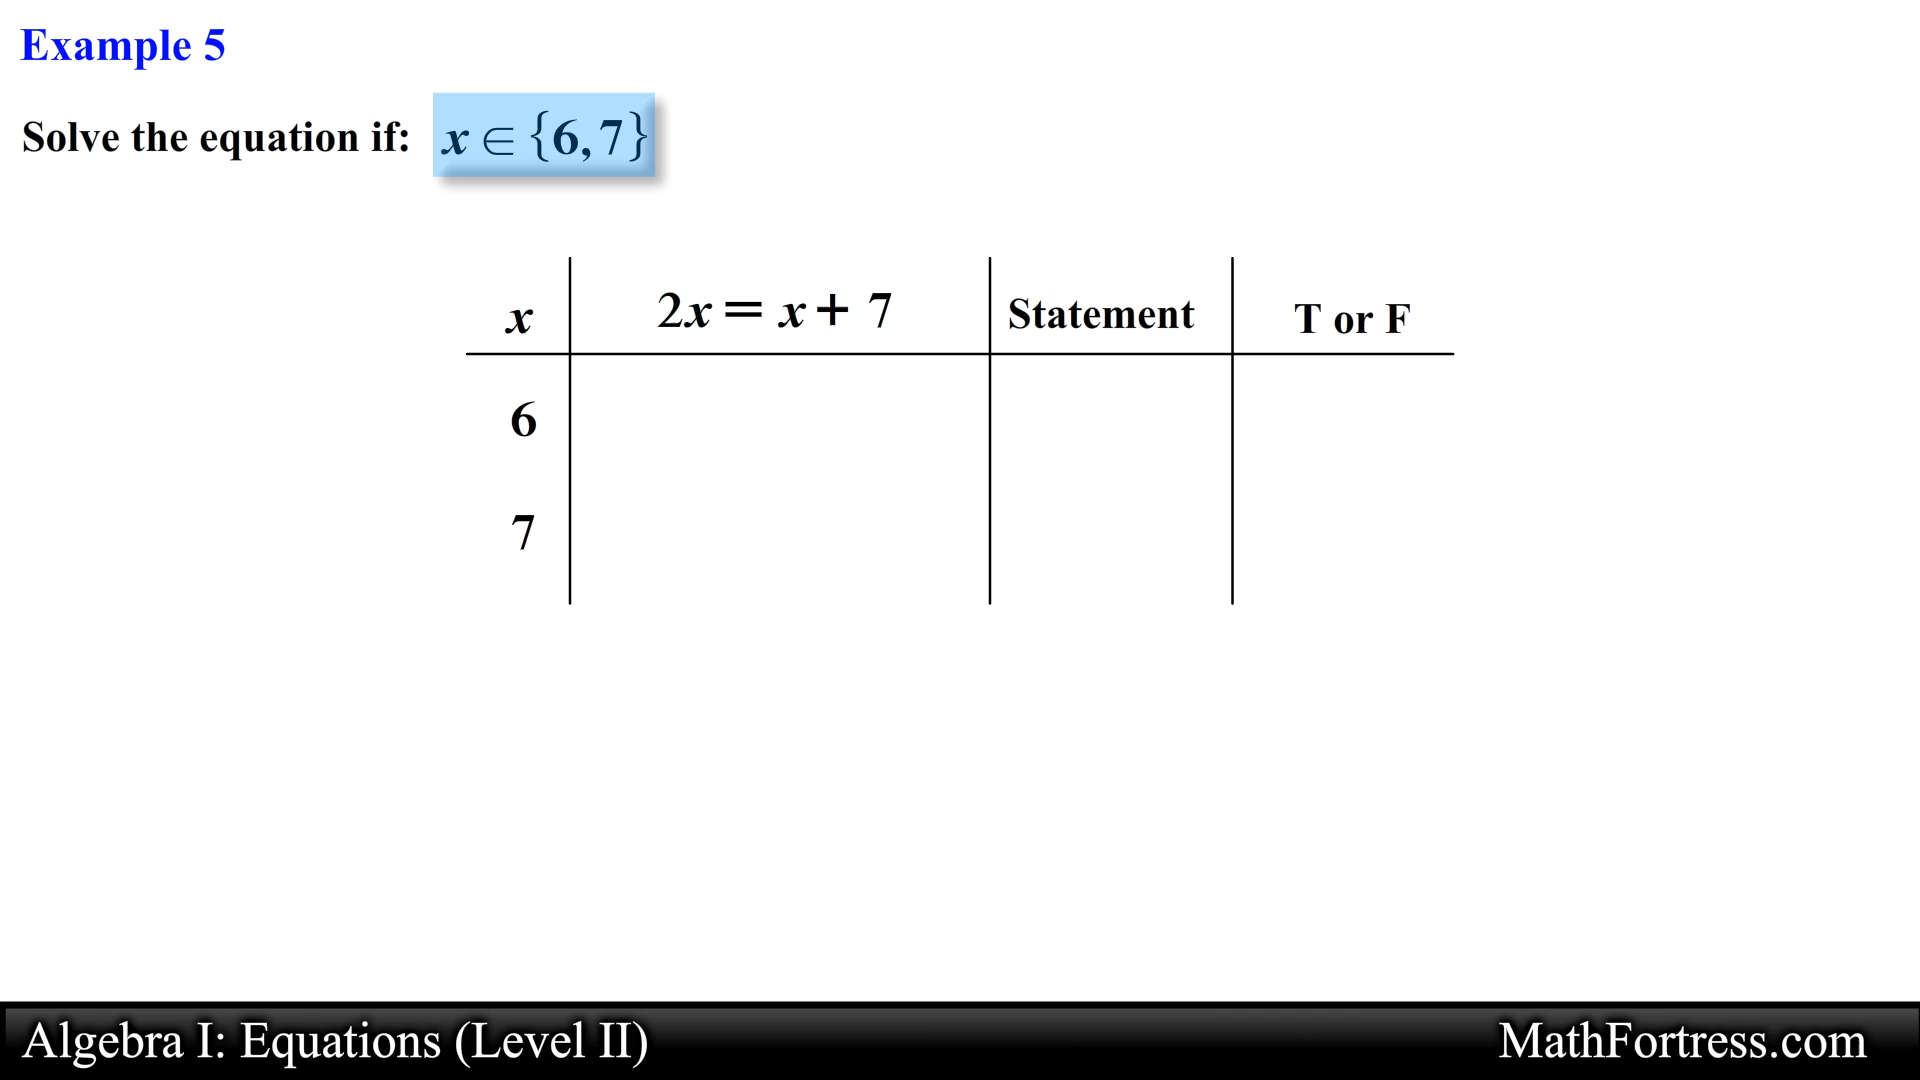 Example 5
Solve the equation if: x ∈ {6, 7}
x 2x = x + 7 Statement T or F
6
7
Algebra I: Equations (Level II) MathFortress.com